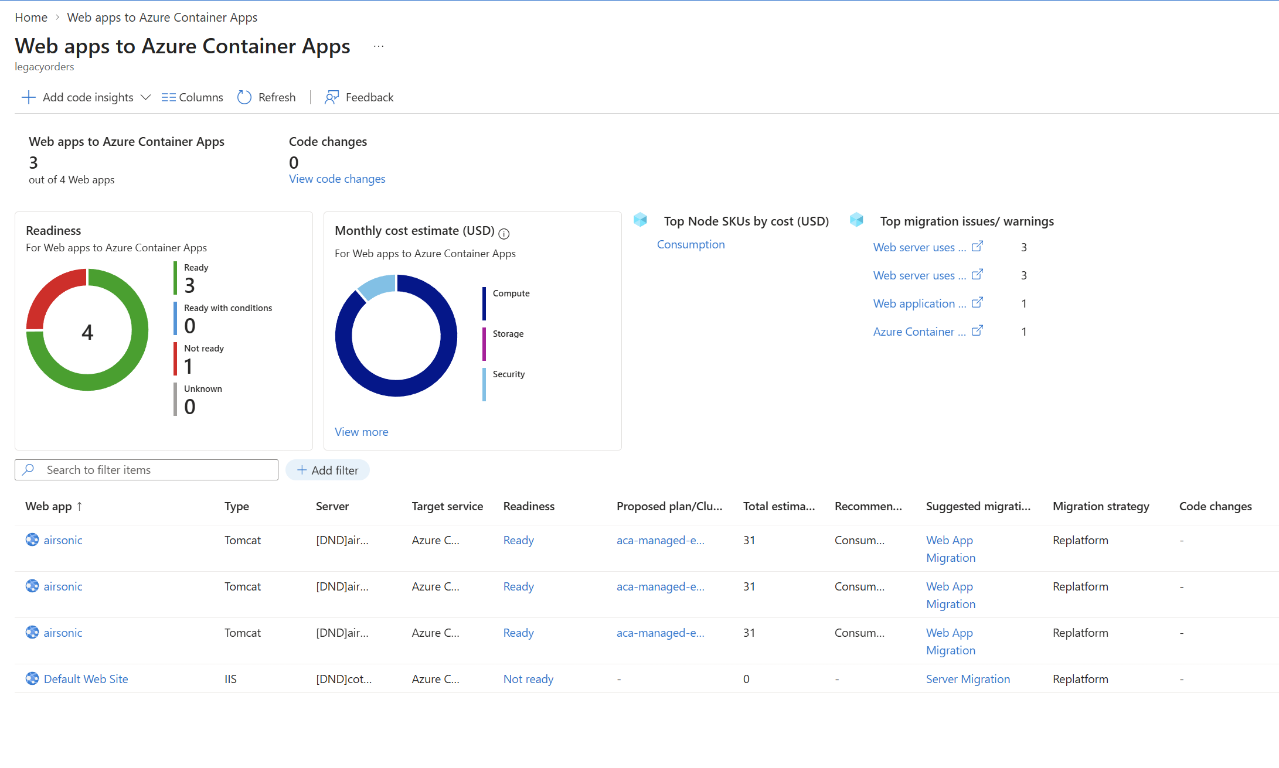 Home > Web apps to Azure Container Apps
Web apps to Azure Container Apps ...
legacyorders
Add code insights Columns Refresh | Feedback
Web apps to Azure Container Apps
3
out of 4 Web apps
Code changes
0
View code changes
Readiness
For Web apps to Azure Container Apps
4
Ready
3
Ready with conditions
0
Not ready
1
Unknown
0
Monthly cost estimate (USD)
For Web apps to Azure Container Apps
Compute
Storage
Security
View more
Top Node SKUs by cost (USD)
Consumption
Top migration issues/ warnings
Web server uses ... 3
Web server uses ... 3
Web application ... 1
Azure Container ... 1
Search to filter items
Add filter
Web app ↑ Type Server Target service Readiness Proposed plan/Clu... Total estima... Recommen... Suggested migrati... Migration strategy Code changes
airsonic Tomcat [DND]air... Azure C... Ready aca-managed-e... 31 Consum... Web App Replatform -
Migration
airsonic Tomcat [DND]air... Azure C... Ready aca-managed-e... 31 Consum... Web App Replatform -
Migration
airsonic Tomcat [DND]air... Azure C... Ready aca-managed-e... 31 Consum... Web App Replatform -
Migration
Default Web Site IIS [DND]cot... Azure C... Not ready - 0 - Server Migration Replatform -